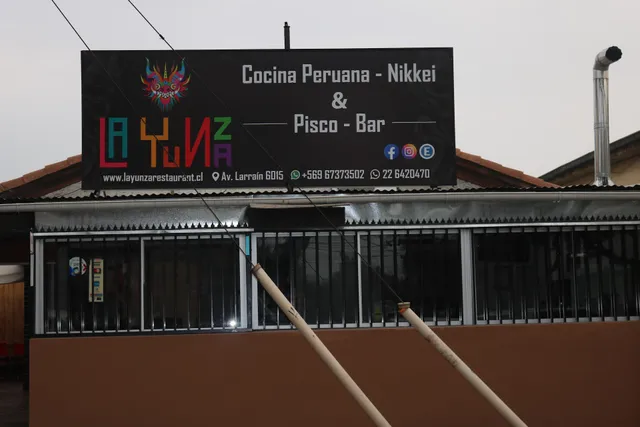 Cocina Peruana - Nikkei
&
Pisco - Bar
LA YUNZA
www.layunzarestaurant.cl Av. Larraín 6015 +569 67373502 22 6420470